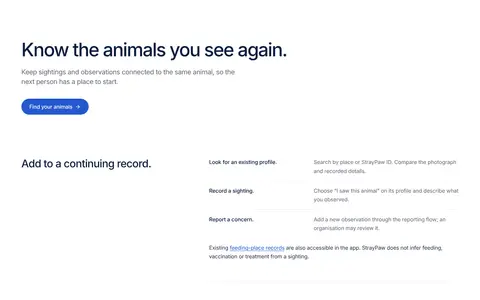 Know the animals you see again.
Keep sightings and observations connected to the same animal, so the
next person has a place to start.
Find your animals →
Add to a continuing record.
Look for an existing profile.
Search by place or StrayPaw ID. Compare the photograph
and recorded details.
Record a sighting.
Choose "I saw this animal" on its profile and describe what
you observed.
Report a concern.
Add a new observation through the reporting flow; an
organisation may review it.
Existing feeding-place records are also accessible in the app. StrayPaw does not infer feeding,
vaccination or treatment from a sighting.